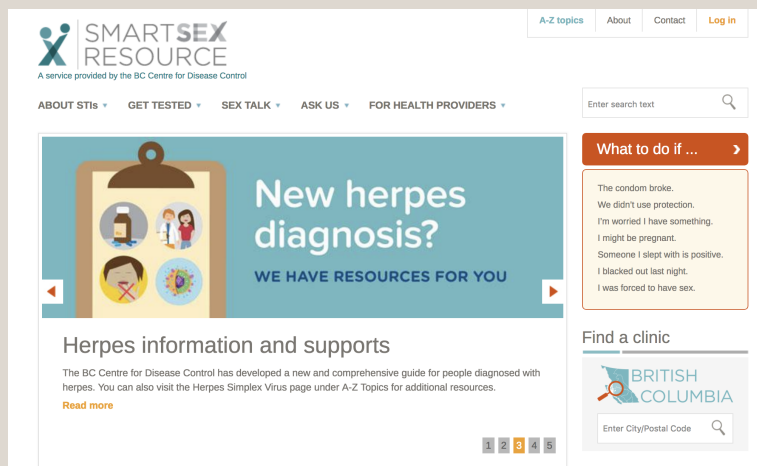 A-Z topics About Contact Log in
SMARTSEX
RESOURCE
A service provided by the BC Centre for Disease Control
ABOUT STIs GET TESTED SEX TALK ASK US FOR HEALTH PROVIDERS
Enter search text
New herpes
diagnosis?
WE HAVE RESOURCES FOR YOU
Herpes information and supports
The BC Centre for Disease Control has developed a new and comprehensive guide for people diagnosed with
herpes. You can also visit the Herpes Simplex Virus page under A-Z Topics for additional resources.
Read more
1 2 3 4 5
What to do if ...
The condom broke.
We didn't use protection.
I'm worried I have something.
I might be pregnant.
Someone I slept with is positive.
I blacked out last night.
I was forced to have sex.
Find a clinic
BRITISH
COLUMBIA
Enter City/Postal Code